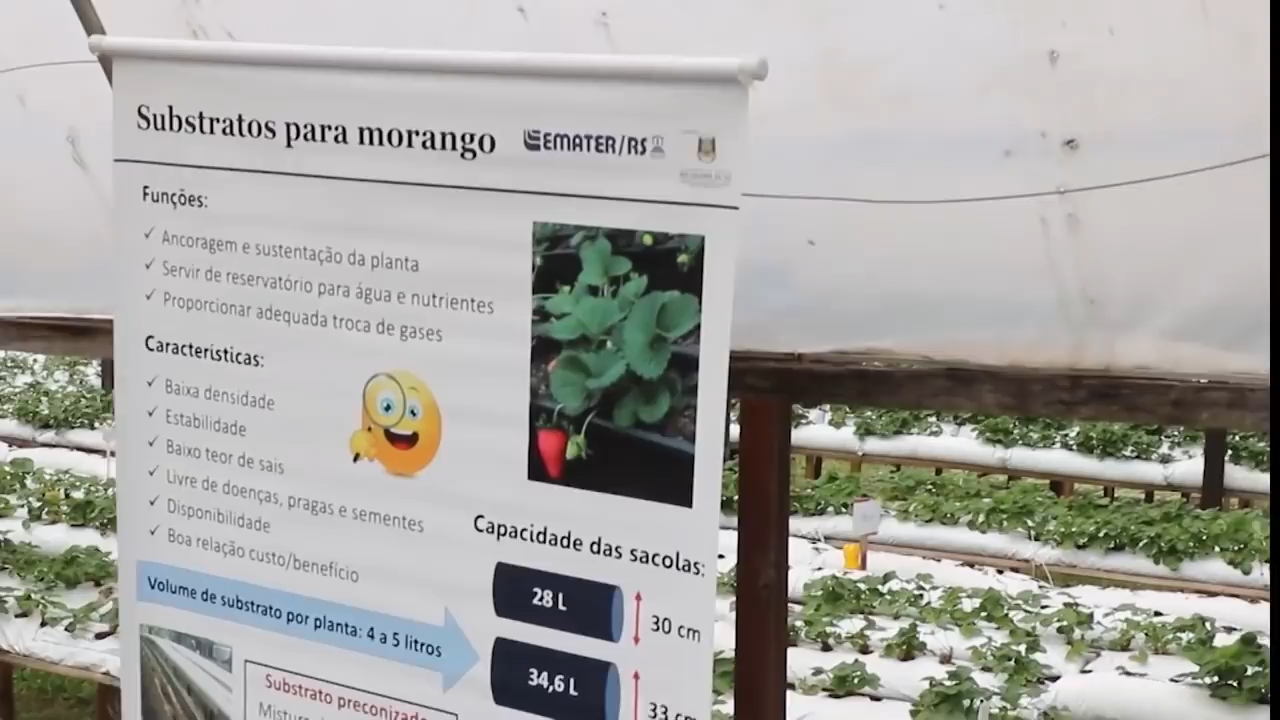 Substratos para morango
EMATER/RS
Funções:
✓ Ancoragem e sustentação da planta
✓ Servir de reservatório para água e nutrientes
✓ Proporcionar adequada troca de gases
Características:
✓ Baixa densidade
✓ Estabilidade
✓ Baixo teor de sais
✓ Livre de doenças, pragas e sementes
✓ Disponibilidade
✓ Boa relação custo/benefício
Capacidade das sacolas:
28 L
30 cm
Volume de substrato por planta: 4 a 5 litros
34,6 L
33 cm
Substrato preconizado